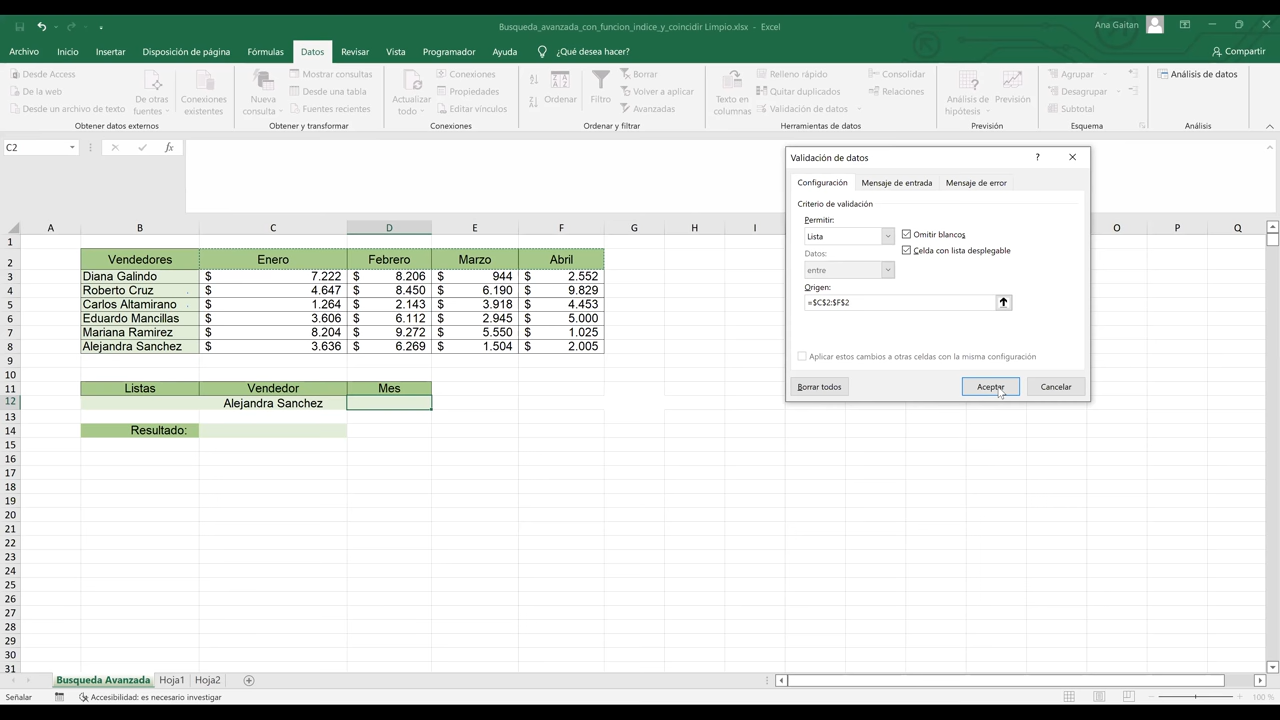 Busqueda_avanzada_con_funcion_indice_y_coincidir Limpio.xlsx - Excel
Ana Gaitan
Archivo Inicio Insertar Disposición de página Fórmulas Datos Revisar Vista Programador Ayuda ¿Qué desea hacer? Compartir
Desde Access
De la web
Desde un archivo de texto
De otras fuentes
Conexiones existentes
Obtener datos externos
Nueva consulta
Mostrar consultas
Desde una tabla
Fuentes recientes
Obtener y transformar
Actualizar todo
Conexiones
Propiedades
Editar vínculos
Conexiones
Ordenar
Filtro
Borrar
Volver a aplicar
Avanzadas
Ordenar y filtrar
Texto en columnas
Relleno rápido
Quitar duplicados
Validación de datos
Consolidar
Relaciones
Herramientas de datos
Análisis de hipótesis
Previsión
Previsión
Agrupar
Desagrupar
Subtotal
Esquema
Análisis de datos
Análisis
C2
fx
Validación de datos
?
Configuración Mensaje de entrada Mensaje de error
Criterio de validación
Permitir:
Lista
Omitir blancos
Datos:
Celda con lista desplegable
entre
Origen:
=$C$2:$F$2
Aplicar estos cambios a otras celdas con la misma configuración
Borrar todos Aceptar Cancelar
A B C D E F G H I O P Q
1
2 Vendedores Enero Febrero Marzo Abril
3 Diana Galindo $ 7.222 $ 8.206 $ 944 $ 2.552
4 Roberto Cruz $ 4.647 $ 8.450 $ 6.190 $ 9.829
5 Carlos Altamirano $ 1.264 $ 2.143 $ 3.918 $ 4.453
6 Eduardo Mancillas $ 3.606 $ 6.112 $ 2.945 $ 5.000
7 Mariana Ramirez $ 8.204 $ 9.272 $ 5.550 $ 1.025
8 Alejandra Sanchez $ 3.636 $ 6.269 $ 1.504 $ 2.005
9
10
11 Listas Vendedor Mes
12 Alejandra Sanchez
13
14 Resultado:
15
16
17
18
19
20
21
22
23
24
25
26
27
28
29
30
31
Busqueda Avanzada Hoja1 Hoja2
Señalar Accesibilidad: es necesario investigar 100 %